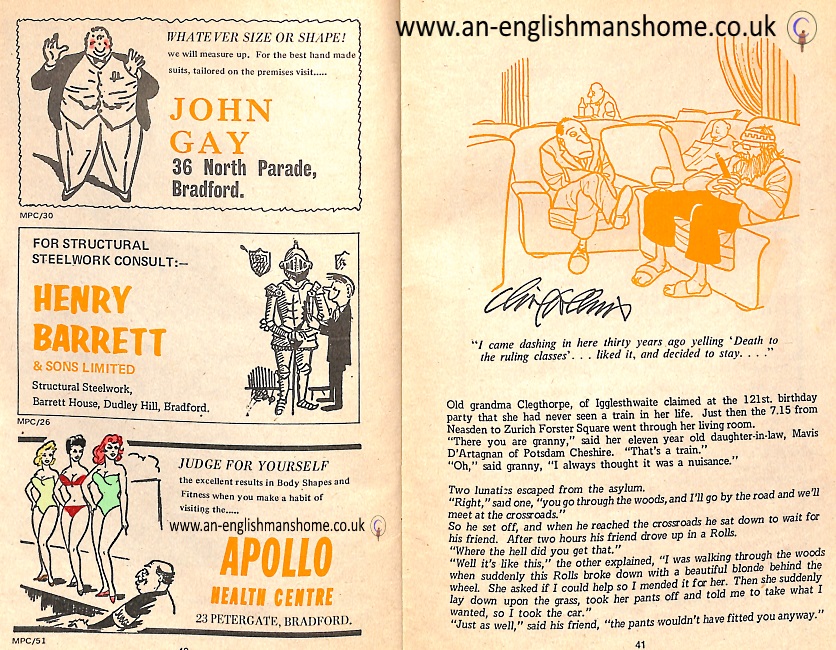 www.an-englishmanshome.co.uk
WHATEVER SIZE OR SHAPE!
we will measure up. For the best hand made
suits, tailored on the premises visit.....
JOHN
GAY
36 North Parade,
Bradford.
MPC/30
FOR STRUCTURAL
STEELWORK CONSULT:—
HENRY
BARRETT
& SONS LIMITED
Structural Steelwork,
Barrett House, Dudley Hill, Bradford.
MPC/26
JUDGE FOR YOURSELF
the excellent results in Body Shapes and
Fitness when you make a habit of
visiting the.....
www.an-englishmanshome.co.uk
APOLLO
HEALTH CENTRE
23 PETERGATE, BRADFORD.
JUDGE
MPC/51
"I came dashing in here thirty years ago yelling 'Death to
the ruling classes'. . . liked it, and decided to stay. . . ."
Old grandma Clegthorpe, of Igglesthwaite claimed at the 121st. birthday
party that she had never seen a train in her life. Just then the 7.15 from
Neasden to Zurich Forster Square went through her living room.
"There you are granny," said her eleven year old daughter-in-law, Mavis
D'Artagnan of Potsdam Cheshire. "That's a train."
"Oh," said granny, "I always thought it was a nuisance."
Two lunatics escaped from the asylum.
"Right," said one, "you go through the woods, and I'll go by the road and we'll
meet at the crossroads."
So he set off, and when he reached the crossroads he sat down to wait for
his friend. After two hours his friend drove up in a Rolls.
"Where the hell did you get that."
"Well it's like this," the other explained, "I was walking through the woods
when suddenly this Rolls broke down with a beautiful blonde behind the
wheel. She asked if I could help so I mended it for her. Then she suddenly
lay down upon the grass, took her pants off and told me to take what I
wanted, so I took the car."
"Just as well," said his friend, "the pants wouldn't have fitted you anyway."
41